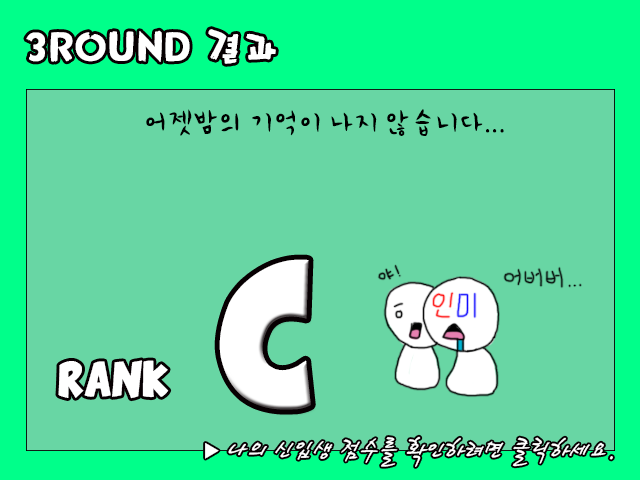 3ROUND 결과
어젯밤의 기억이 나지 않습니다...
야!
어버버...
인미
RANK
C
▶ 나의 신입생 점수를 확인하려면 클릭하세요.